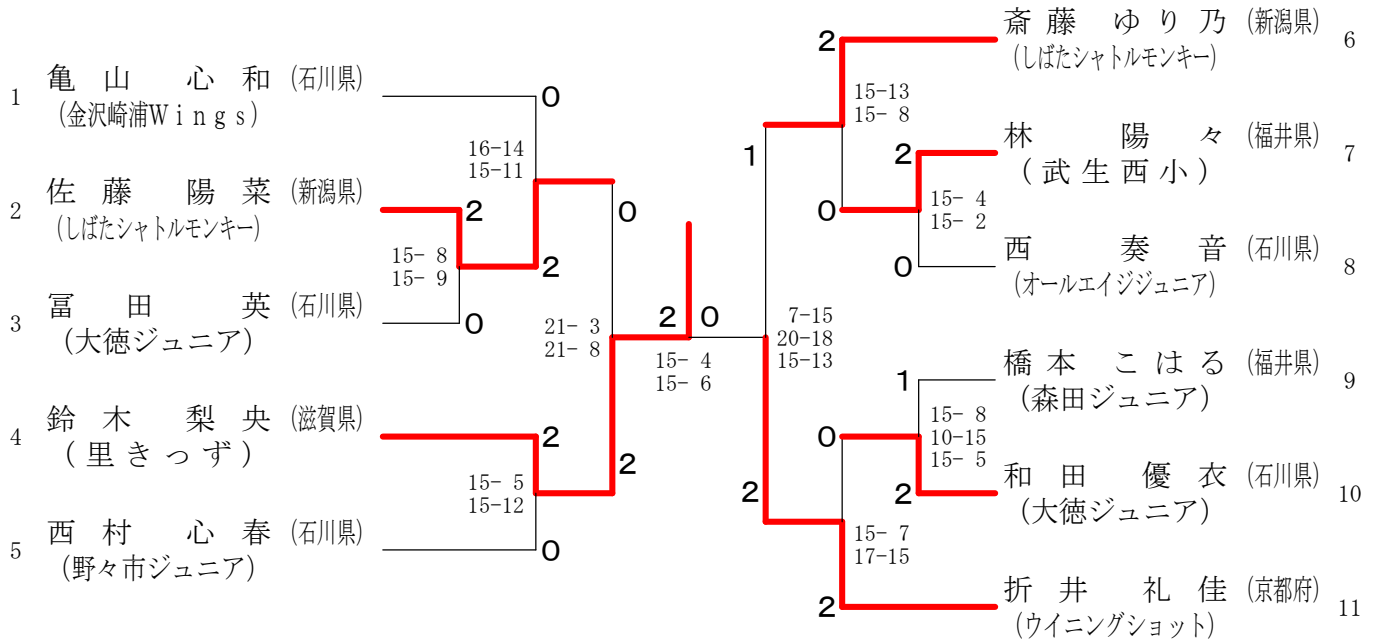 1 亀山 心和 (石川県)
(金沢崎浦Wings)
2 佐藤 陽菜 (新潟県)
(しばたシャトルモンキー)
3 冨田 英 (石川県)
(大徳ジュニア)
4 鈴木 梨央 (滋賀県)
(里きっず)
5 西村 心春 (石川県)
(野々市ジュニア)
0
16-14
15-11
2
2
15- 8
15- 9
0
0
21- 3
21- 8
2
2
15- 5
15-12
0
2 0
15- 4
15- 6
1
7-15
20-18
15-13
2
2
15-13
15- 8
0
2
15- 4
15- 2
0
1
15- 8
10-15
15- 5
2
0
15- 7
17-15
2
斎藤 ゆり乃 (新潟県) 6
(しばたシャトルモンキー)
林 陽々 (福井県) 7
(武生西小)
西 奏音 (石川県) 8
(オールエイジジュニア)
橋本 こはる (福井県) 9
(森田ジュニア)
和田 優衣 (石川県) 10
(大徳ジュニア)
折井 礼佳 (京都府) 11
(ウイニングショット)